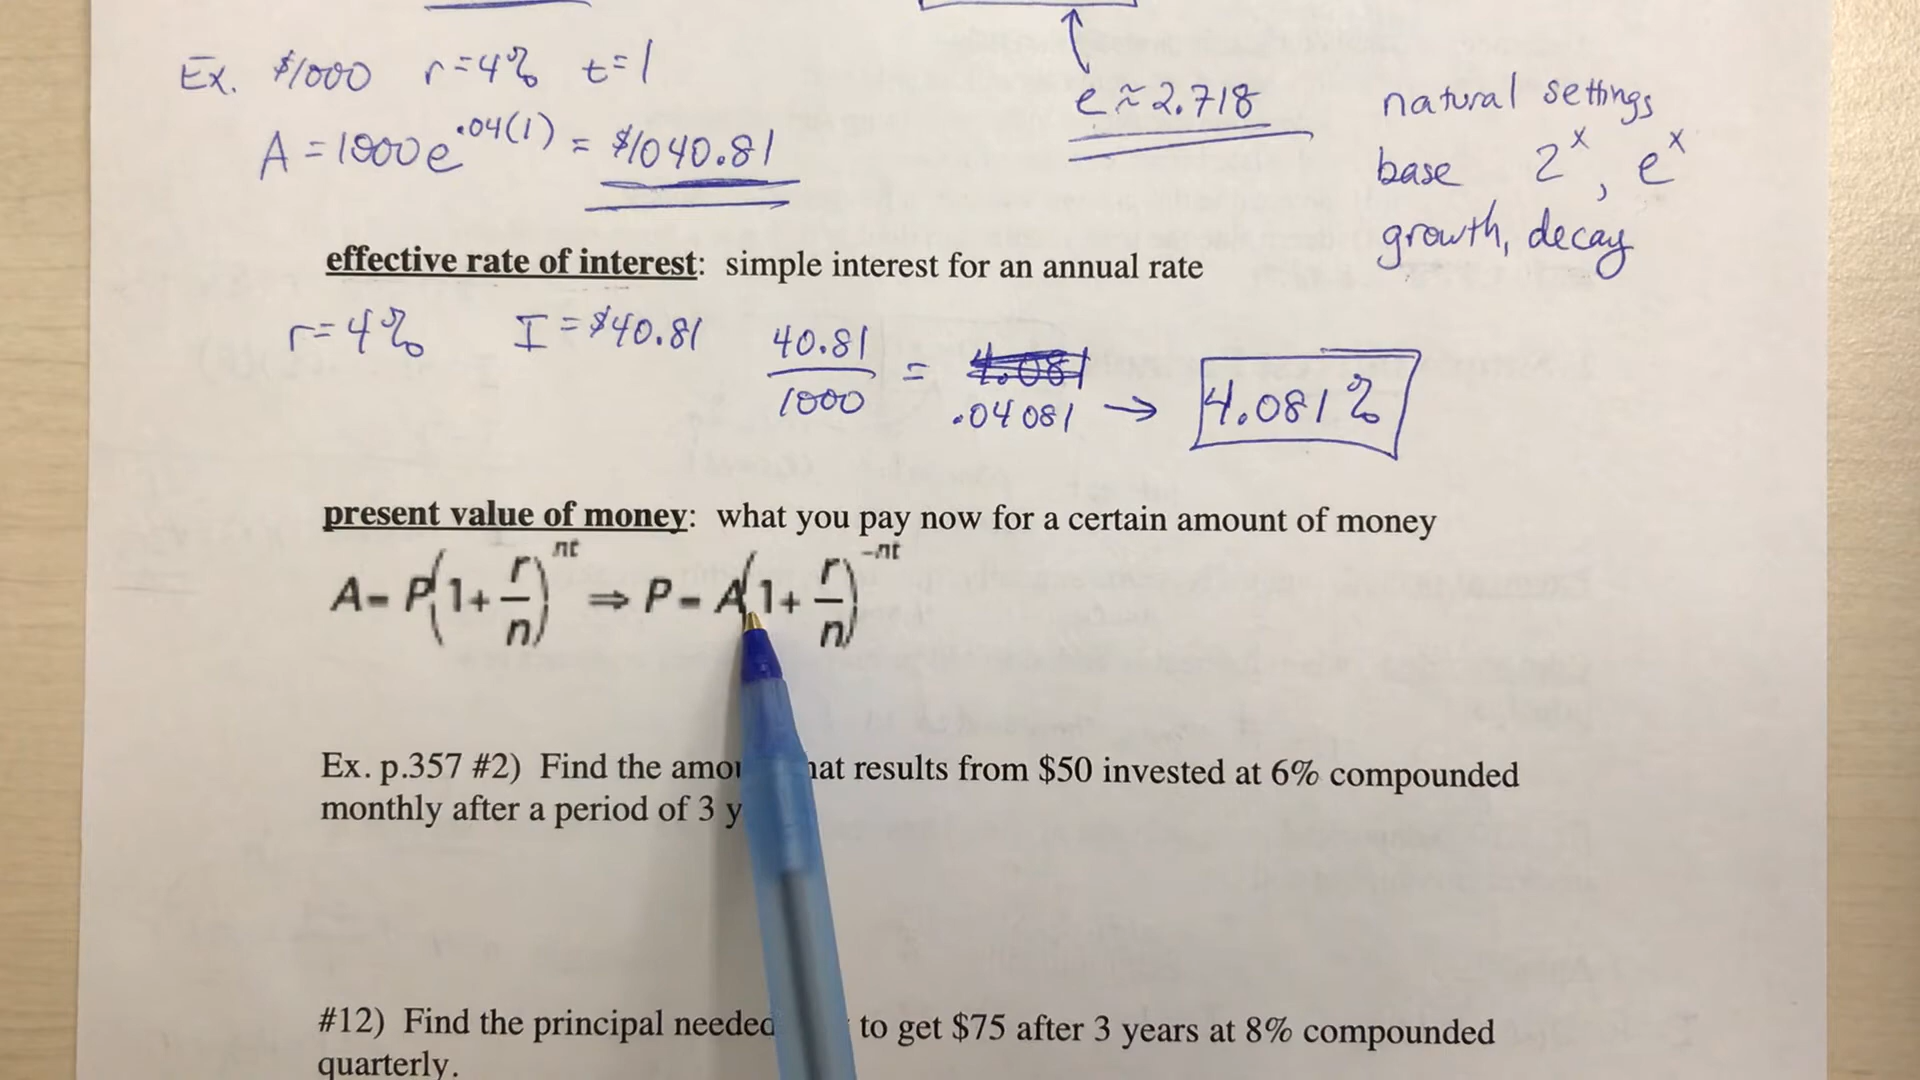 Ex. $1000 r=4% t=1
A=1000e^.04(1) = $1040.81
e≈2.718
natural settings
base 2^x, e^x
growth, decay
effective rate of interest: simple interest for an annual rate
r=4% I=$40.81 40.81/1000 = .04081 → 4.081%
present value of money: what you pay now for a certain amount of money
A = P(1+r/n)^nt ⇒ P = A(1+r/n)^-nt
Ex. p.357 #2) Find the hat results from $50 invested at 6% compounded
monthly after a period of 3 y
#12) Find the principal needed to get $75 after 3 years at 8% compounded
quarterly.